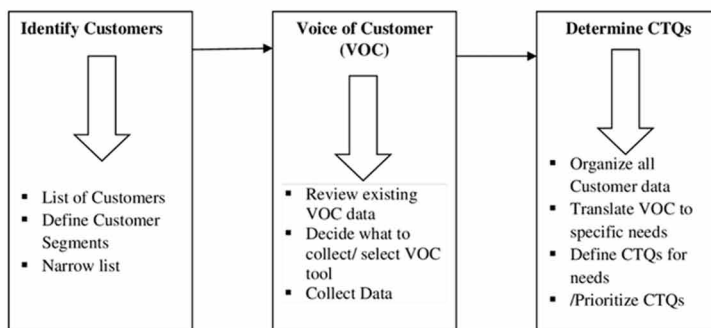 Identify Customers
▪ List of Customers
▪ Define Customer
Segments
▪ Narrow list
Voice of Customer
(VOC)
▪ Review existing
VOC data
▪ Decide what to
collect/ select VOC
tool
▪ Collect Data
Determine CTQs
▪ Organize all
Customer data
▪ Translate VOC to
specific needs
▪ Define CTQs for
needs
▪ /Prioritize CTQs